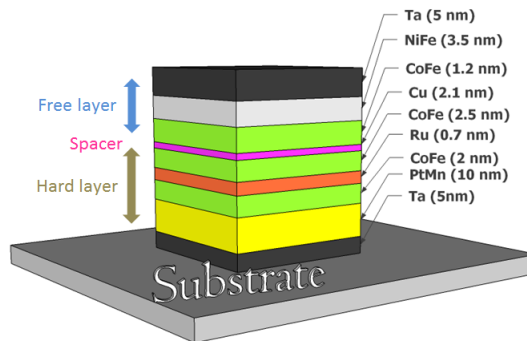 Ta (5 nm)
NiFe (3.5 nm)
CoFe (1.2 nm)
Cu (2.1 nm)
CoFe (2.5 nm)
Ru (0.7 nm)
CoFe (2 nm)
PtMn (10 nm)
Ta (5nm)
Free layer
Spacer
Hard layer
Substrate